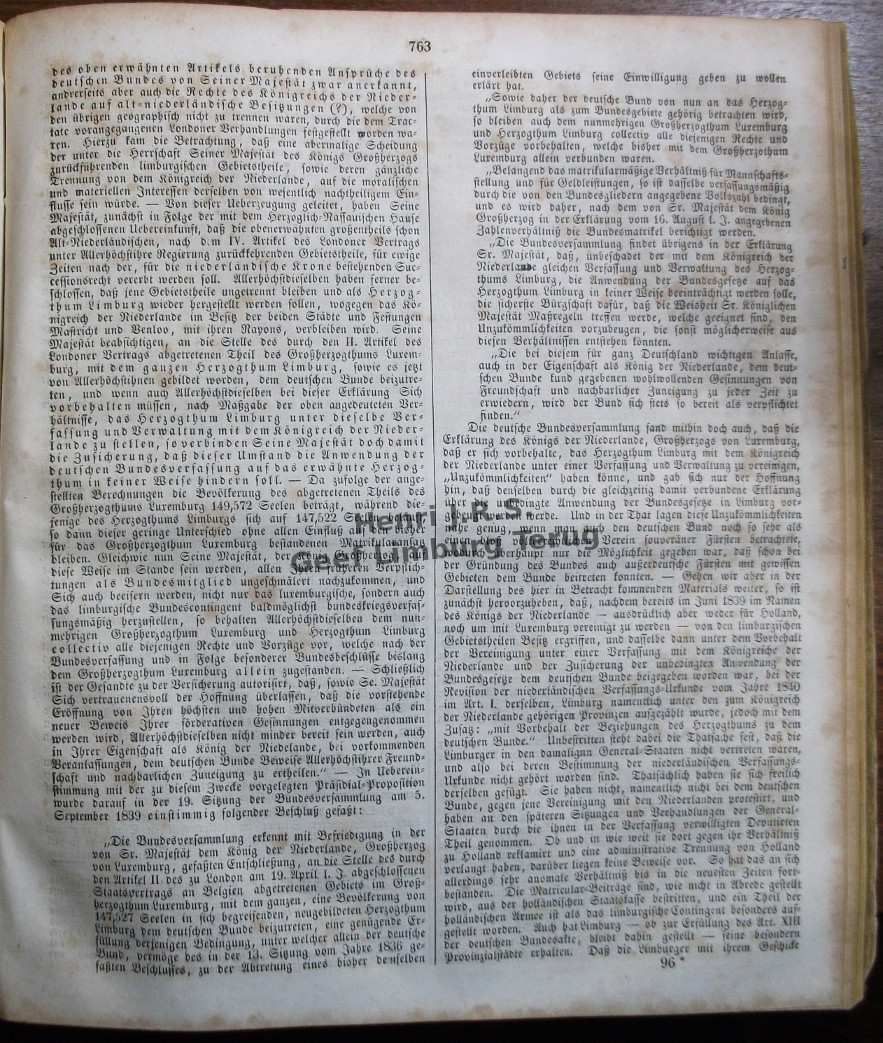 763
des oben erwähnten Artikels beruhenden Ansprüche des
deutschen Bundes von Seiner Majestät zwar anerkannt,
andrerseits aber auch die Rechte des Königreichs der Nieder-
lande auf alt-niederländische Besitzungen (?), welche von
den übrigen geographisch nicht zu trennen waren, durch die dem Trac-
tate vorangegangenen Londoner Verhandlungen festgestellt worden wa-
ren. Hierzu kam die Betrachtung, daß eine abermalige Scheidung
der unter die Herrschaft Seiner Majestät des Königs Großherzogs
zurückführenden limburgischen Gebietstheile, sowie deren gänzliche
Trennung von dem Königreich der Niederlande, auf die moralischen
und materiellen Interessen derselben von wesentlich nachtheiligem Ein-
flusse sein würde. — Von dieser Ueberzeugung geleitet, haben Seine
Majestät, zunächst in Folge der mit dem Herzoglich-Nassauischen Hause
abgeschlossenen Uebereinkunft, daß die obenerwähnten großentheils schon
Alt-Niederländischen, nach d.m IV. Artikel des Londoner Vertrags
unter Allerhöchstihre Regierung zurückkehrenden Gebietstheile, für ewige
Zeiten nach der, für die niederländische Krone bestehenden Suc-
cessionsrecht vererbt werden soll. Allerhöchstdieselben haben ferner be-
schlossen, daß jene Gebietstheile ungetrennt bleiben und als Herzog-
thum Limburg wieder hergestellt werden sollen, wogegen das Kö-
nigreich der Niederlande im Besitz der beiden Städte und Festungen
Mastricht und Venloo, mit ihren Rayons, verbleiben wird. Seine
Majestät beabsichtigen, an die Stelle des durch den II. Artikel des
Londoner Vertrags abgetretenen Theil des Großherzogthums Luxem-
burg, mit dem ganzen Herzogthum Limburg, sowie es jetzt
von Allerhöchstihnen gebildet worden, dem deutschen Bunde beizutre-
ten, und wenn auch Allerhöchstdieselben bei dieser Erklärung Sich
vorbehalten müssen, nach Maßgabe der oben angedeuteten Ver-
hältnisse, das Herzogthum Limburg unter dieselbe Ver-
fassung und Verwaltung mit dem Königreich der Nieder-
lande zu stellen, so verbinden Seine Majestät doch damit
die Zusicherung, daß dieser Umstand die Anwendung der
deutschen Bundesverfassung auf das erwähnte Herzog-
thum in keiner Weise hindern soll. — Da zufolge der ange-
stellten Berechnungen die Bevölkerung des abgetretenen Theils des
Großherzogthums Luxemburg 149,572 Seelen beträgt, während die-
jenige des Herzogthums Limburgs sich auf 147,522
so dann dieser geringe Unterschied ohne allen Einfluß auf den bisher
für das Großherzogthum Luxemburg bestandenen Matrikularansatz
bleiben. Gleichwie nun Seine Majestät, der
diese Weise im Stande sein werden, allen Verpflich-
tungen als Bundesmitglied ungeschmälert nachzukommen, und
Sich auch beeifern werden, nicht nur das luxemburgische, sondern auch
das limburgische Bundescontingent baldmöglichst bundeskriegsverfas-
sungsmäßig herzustellen, so behalten Allerhöchstdieselben dem nun-
mehrigen Großherzogthum Luxemburg und Herzogthum Limburg
collectiv alle diejenigen Rechte und Vorzüge vor, welche nach der
Bundesverfassung und in Folge besonderer Bundesbeschlüsse bislang
dem Großherzogthum Luxemburg allein zugestanden. — Schließlich
ist der Gesandte zu der Versicherung autorisirt, daß, sowie Se. Majestät
Sich vertrauensvoll der Hoffnung überlassen, daß die vorstehende
Eröffnung von Ihren höchsten und hohen Mitverbündeten als ein
neuer Beweis Ihrer förderativen Gesinnungen entgegengenommen
werden wird, Allerhöchstdieselben nicht minder bereit sein werden, auch
in Ihrer Eigenschaft als König der Niedelande, bei vorkommenden
Veranlassungen, dem deutschen Bunde Beweise Allerhöchstihrer Freund-
schaft und nachbarlichen Zuneigung zu ertheilen.“ — In Ueberein-
stimmung mit der zu diesem Zwecke vorgelegten Präsidial-Proposition
wurde darauf in der 19. Sitzung der Bundesversammlung am 5.
September 1839 einstimmig folgender Beschluß gefaßt:
„Die Bundesversammlung erkennt mit Befriedigung in der
von Sr. Majestät dem König der Niederlande, Großherzog
von Luxemburg, gefaßten Entschließung, an die Stelle des durch
den Artikel II des zu London am 19. April l. J. abgeschlossenen
Staatsvertrags an Belgien abgetretenen Gebiets im Groß-
herzogthum Luxemburg, mit dem ganzen, eine Bevölkerung von
147,527 Seelen in sich begreifenden, neugebildeten Herzogthum
Limburg dem deutschen Bunde beizutreten, eine genügende Er-
füllung derjenigen Bedingung, unter welcher allein der deutsche
Bund, vermöge des in der 13. Sitzung vom Jahre 1836 ge-
faßten Beschlusses, zu der Abtretung eines bisher demselben
einverleibten Gebiets seine Einwilligung geben zu wollen
erklärt hat.
„Sowie daher der deutsche Bund von nun an das Herzog-
thum Limburg als zum Bundesgebiete gehörig betrachten wird,
so bleiben auch dem nunmehrigen Großherzogthum Luxemburg
und Herzogthum Limburg collectiv alle diejenigen Rechte und
Vorzüge vorbehalten, welche bisher mit dem Großherzogthum
Luxemburg allein verbunden waren.
„Belangend das matrikularmäßige Verhältniß für Mannschafts-
stellung und für Geldleistungen, so ist dasselbe verfassungsmäßig
durch die von den Bundesgliedern angegebene Volkszahl bedingt,
und es wird daher, nach dem von Sr. Majestät dem König
Großherzog in der Erklärung vom 16. August l. J. angegebenen
Zahlenverhältniß die Bundesmatrikel berichtigt werden.
„Die Bundesversammlung findet übrigens in der Erklärung
Sr. Majestät, daß, unbeschadet der mit dem Königreich der
Niederlande gleichen Verfassung und Verwaltung des Herzog-
thums Limburg, die Anwendung der Bundesgesetze auf das
Herzogthum Limburg in keiner Weise beeinträchtigt werden solle,
die sicherste Bürgschaft dafür, daß die Weisheit Sr. Königlichen
Majestät Maßregeln treffen werde, welche geeignet sind, den
Unzukömmlichkeiten vorzubeugen, die sonst möglicherweise aus
diesen Verhältnissen entstehen könnten.
„Die bei diesem für ganz Deutschland wichtigen Anlasse,
auch in der Eigenschaft als König der Niederlande, dem deut-
schen Bunde kund gegebenen wohlwollenden Gesinnungen von
Freundschaft und nachbarlicher Zuneigung zu jeder Zeit zu
erwiedern, wird der Bund sich stets so bereit als verpflichtet
finden.“
Die deutsche Bundesversammlung fand mithin doch auch, daß die
Erklärung des Königs der Niederlande, Großherzogs von Luxemburg,
daß er sich vorbehalte, das Herzogthum Limburg mit dem Königreich
der Niederlande unter einer Verfassung und Verwaltung zu vereinigen,
„Unzukömmlichkeiten“ haben könne, und gab sich nur der Hoffnung
hin, daß denselben durch die gleichzeitig damit verbundene Erklärung
Anwendung der Bundesgesetze in Limburg vor-
werde. Und in der That lagen diese Unzukömmlichkeiten
nahe genug, wenn man auch den deutschen Bund noch so sehr als
Verein souveräner Fürsten betrachtete,
überhaupt nur die Möglichkeit gegeben war, daß schon bei
der Gründung des Bundes auch außerdeutsche Fürsten mit gewissen
Gebieten dem Bunde beitreten konnten. — Gehen wir aber in der
Darstellung des hier in Betracht kommenden Materials weiter, so ist
zunächst hervorzuheben, daß, nachdem bereits im Juni 1839 im Namen
des Königs der Niederlande — ausdrücklich aber weder für Holland,
noch um mit Luxemburg vereinigt zu werden — von den limburgischen
Gebietstheilen Besitz ergriffen, und dasselbe dann unter dem Vorbehalt
der Vereinigung unter einer Verfassung mit dem Königreiche der
Niederlande und der Zusicherung der unbedingten Anwendung der
Bundesgesetze dem deutschen Bunde beigegeben worden war, bei der
Revision der niederländischen Verfassungs-Urkunde vom Jahre 1840
im Art. I. derselben, Limburg namentlich unter den zum Königreich
der Niederlande gehörigen Provinzen aufgezählt wurde, jedoch mit dem
Zusatz: „mit Vorbehalt der Beziehungen des Herzogthums zu dem
deutschen Bunde.“ Unbestritten steht dabei die Thatsache fest, daß die
Limburger in den damaligen General-Staaten nicht vertreten waren,
und also bei deren Bestimmung der niederländischen Verfassungs-
Urkunde nicht gehört worden sind. Thatsächlich haben sie sich freilich
derselben gefügt. Sie haben nicht, namentlich nicht bei dem deutschen
Bunde, gegen jene Vereinigung mit den Niederlanden protestirt, und
haben an den späteren Sitzungen und Verhandlungen der General-
Staaten durch die ihnen in der Verfassung verwilligten Deputirten
Theil genommen. Ob und in wie weit sie dort gegen ihr Verhältniß
zu Holland reklamirt und eine administrative Trennung von Holland
verlangt haben, darüber liegen keine Beweise vor. So hat das an sich
allerdings sehr anomale Verhältniß bis in die neuesten Zeiten fort-
bestanden. Die Matricular-Beiträge sind, wie nicht in Abrede gestellt
wird, aus der holländischen Staatskasse bestritten, und ein Theil der
holländischen Armee ist als das limburgische Contingent besonders auf-
gestellt worden. Auch hat Limburg — ob zur Erfüllung des Art. XIII
der deutschen Bundesakte, bleibt dahin gestellt — seine besondern
Provinzialstädte erhalten. Daß die Limburger mit ihrem Geschicke
96 *
Henri J.R.S.
Geef Limburg Terug